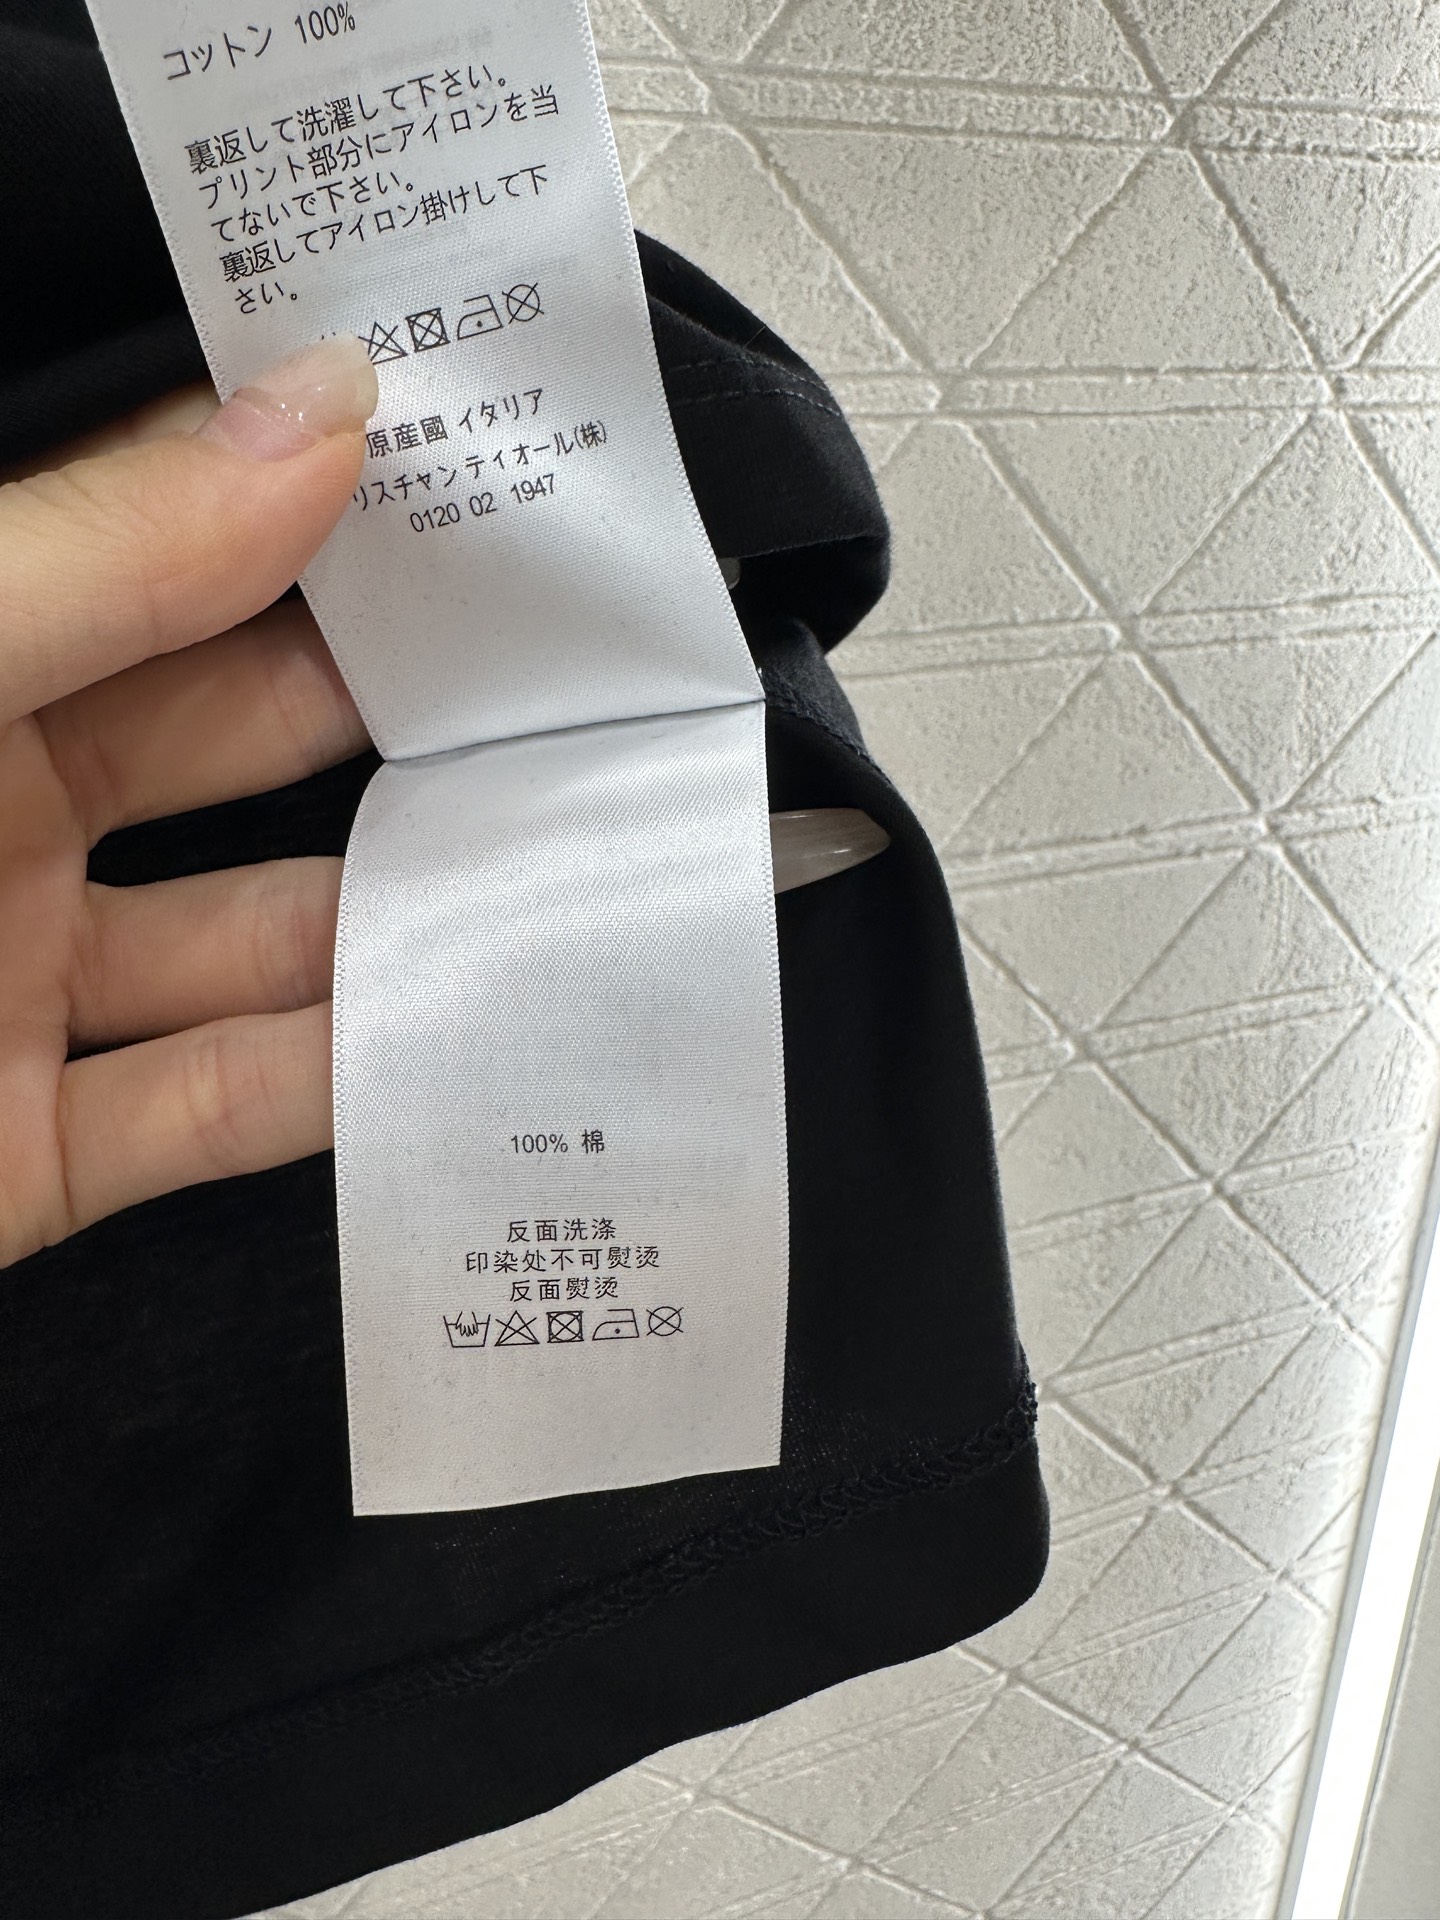 コットン 100%
裏返して洗濯して下さい。
プリント部分にアイロンを当
てないで下さい。
裏返してアイロン掛けして下
さい。
原産國 イタリア
リスチャンディオール(株)
0120 02 1947
100% 棉
反面洗涤
印染处不可熨烫
反面熨烫